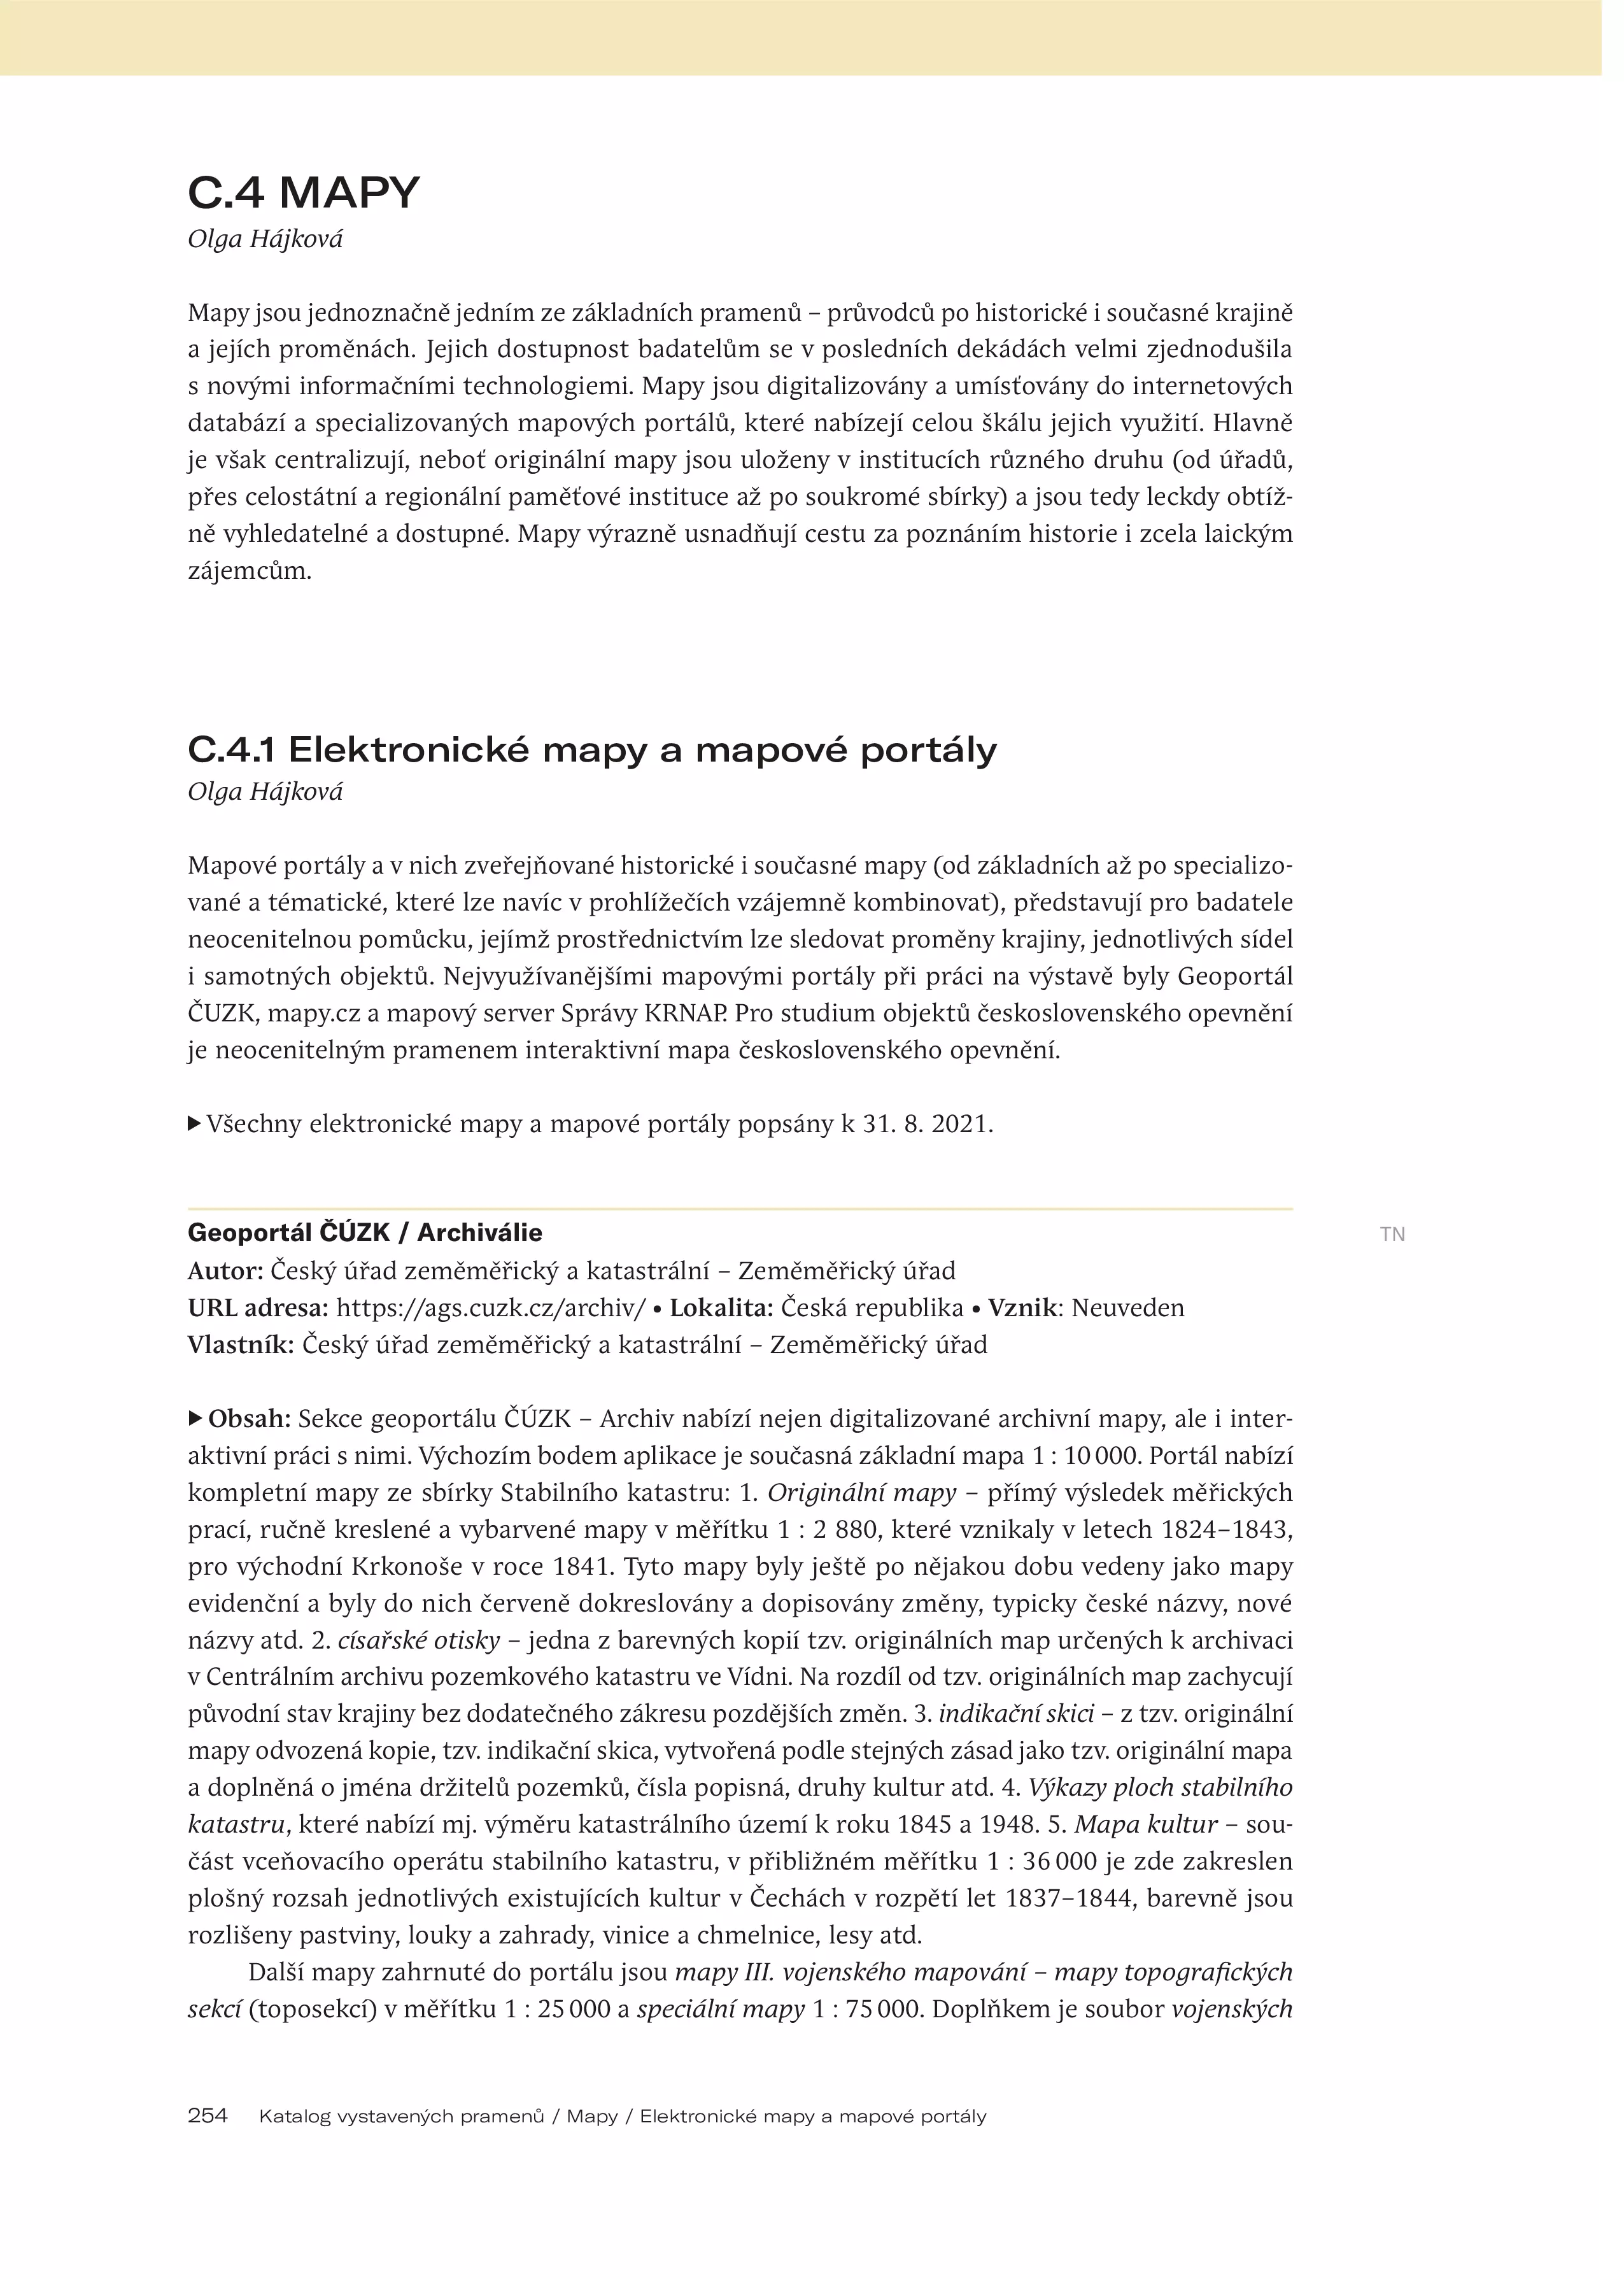 C.4 MAPY
Olga Hájková
Mapy jsou jednoznačně jedním ze základních pramenů – průvodců po historické i současné krajině
a jejích proměnách. Jejich dostupnost badatelům se v posledních dekádách velmi zjednodušila
s novými informačními technologiemi. Mapy jsou digitalizovány a umísťovány do internetových
databází a specializovaných mapových portálů, které nabízejí celou škálu jejich využití. Hlavně
je však centralizují, neboť originální mapy jsou uloženy v institucích různého druhu (od úřadů,
přes celostátní a regionální paměťové instituce až po soukromé sbírky) a jsou tedy leckdy obtíž-
ně vyhledatelné a dostupné. Mapy výrazně usnadňují cestu za poznáním historie i zcela laickým
zájemcům.
C.4.1 Elektronické mapy a mapové portály
Olga Hájková
Mapové portály a v nich zveřejňované historické i současné mapy (od základních až po specializo-
vané a tématické, které lze navíc v prohlížečích vzájemně kombinovat), představují pro badatele
neocenitelnou pomůcku, jejímž prostřednictvím lze sledovat proměny krajiny, jednotlivých sídel
i samotných objektů. Nejvyužívanějšími mapovými portály při práci na výstavě byly Geoportál
ČUZK, mapy.cz a mapový server Správy KRNAP. Pro studium objektů československého opevnění
je neocenitelným pramenem interaktivní mapa československého opevnění.
▶ Všechny elektronické mapy a mapové portály popsány k 31. 8. 2021.
Geoportál ČÚZK / Archiválie
TN
Autor: Český úřad zeměměřický a katastrální – Zeměměřický úřad
URL adresa: https://ags.cuzk.cz/archiv/ • Lokalita: Česká republika • Vznik: Neuveden
Vlastník: Český úřad zeměměřický a katastrální – Zeměměřický úřad
▶ Obsah: Sekce geoportálu ČÚZK – Archiv nabízí nejen digitalizované archivní mapy, ale i inter-
aktivní práci s nimi. Výchozím bodem aplikace je současná základní mapa 1 : 10 000. Portál nabízí
kompletní mapy ze sbírky Stabilního katastru: 1. Originální mapy – přímý výsledek měřických
prací, ručně kreslené a vybarvené mapy v měřítku 1 : 2 880, které vznikaly v letech 1824–1843,
pro východní Krkonoše v roce 1841. Tyto mapy byly ještě po nějakou dobu vedeny jako mapy
evidenční a byly do nich červeně dokreslovány a dopisovány změny, typicky české názvy, nové
názvy atd. 2. císařské otisky – jedna z barevných kopií tzv. originálních map určených k archivaci
v Centrálním archivu pozemkového katastru ve Vídni. Na rozdíl od tzv. originálních map zachycují
původní stav krajiny bez dodatečného zákresu pozdějších změn. 3. indikační skici – z tzv. originální
mapy odvozená kopie, tzv. indikační skica, vytvořená podle stejných zásad jako tzv. originální mapa
a doplněná o jména držitelů pozemků, čísla popisná, druhy kultur atd. 4. Výkazy ploch stabilního
katastru, které nabízí mj. výměru katastrálního území k roku 1845 a 1948. 5. Mapa kultur – sou-
část vceňovacího operátu stabilního katastru, v přibližném měřítku 1 : 36 000 je zde zakreslen
plošný rozsah jednotlivých existujících kultur v Čechách v rozpětí let 1837–1844, barevně jsou
rozlišeny pastviny, louky a zahrady, vinice a chmelnice, lesy atd.
Další mapy zahrnuté do portálu jsou mapy III. vojenského mapování – mapy topografických
sekcí (toposekcí) v měřítku 1 : 25 000 a speciální mapy 1 : 75 000. Doplňkem je soubor vojenských
254 Katalog vystavených pramenů / Mapy / Elektronické mapy a mapové portály